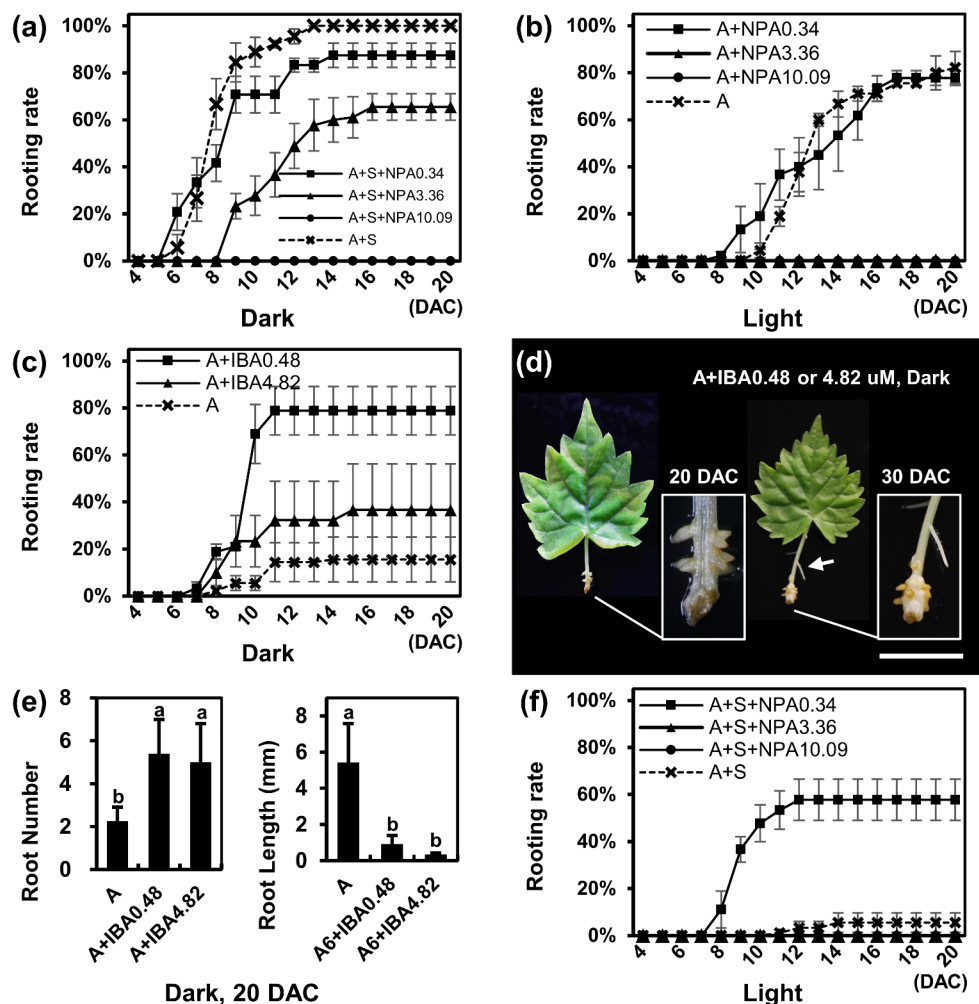 (a)
100%
80%
60%
40%
20%
0%
Rooting rate
A+S+NPA0.34
A+S+NPA3.36
A+S+NPA10.09
A+S
4 6 8 10 12 14 16 18 20
(DAC)
Dark
(b)
100%
80%
60%
40%
20%
0%
Rooting rate
A+NPA0.34
A+NPA3.36
A+NPA10.09
A
4 6 8 10 12 14 16 18 20
(DAC)
Light
(c)
100%
80%
60%
40%
20%
0%
Rooting rate
A+IBA0.48
A+IBA4.82
A
4 6 8 10 12 14 16 18 20
(DAC)
Dark
(d)
A+IBA0.48 or 4.82 uM, Dark
20 DAC
30 DAC
(e)
8
6
4
2
0
Root Number
b
a
a
A
A+IBA0.48
A+IBA4.82
8
6
4
2
0
Root Length (mm)
a
b
b
A
A6+IBA0.48
A6+IBA4.82
Dark, 20 DAC
(f)
100%
80%
60%
40%
20%
0%
Rooting rate
A+S+NPA0.34
A+S+NPA3.36
A+S+NPA10.09
A+S
4 6 8 10 12 14 16 18 20
(DAC)
Light